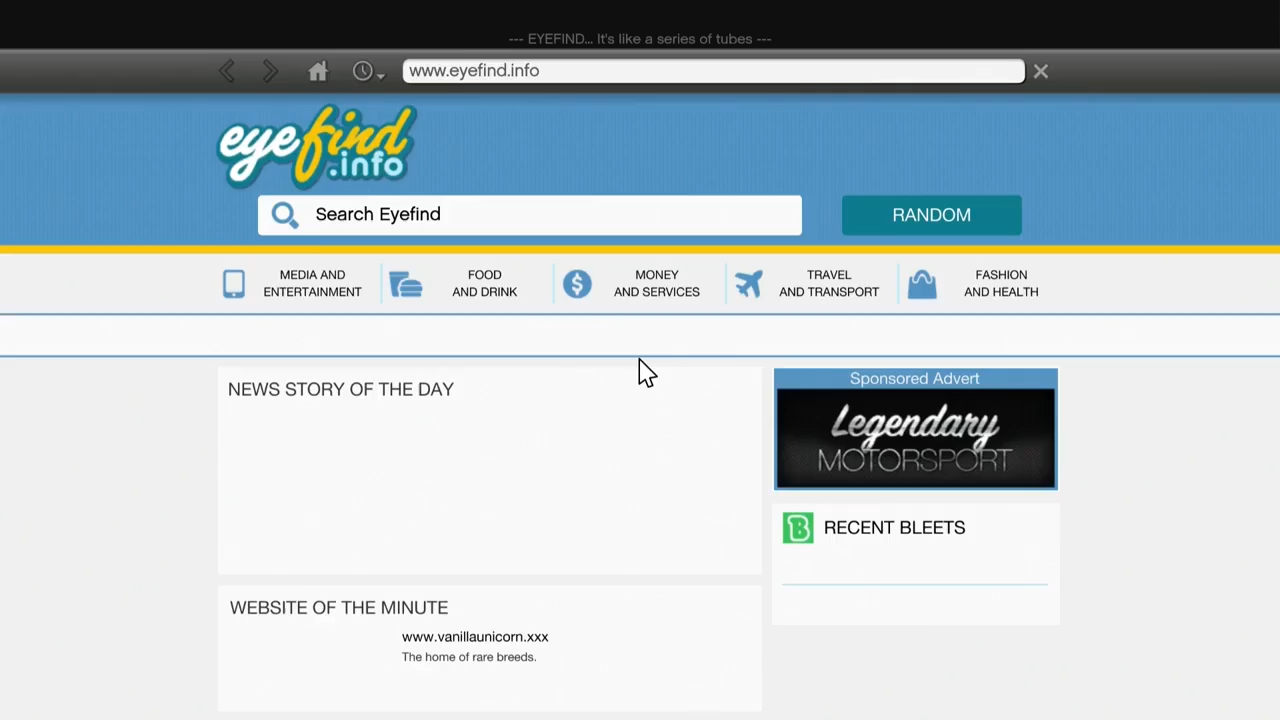 --- EYEFIND... It's like a series of tubes ---
www.eyefind.info
eyefind
.info
Search Eyefind
RANDOM
MEDIA AND
ENTERTAINMENT
FOOD
AND DRINK
MONEY
AND SERVICES
TRAVEL
AND TRANSPORT
FASHION
AND HEALTH
NEWS STORY OF THE DAY
Sponsored Advert
Legendary
MOTORSPORT
B RECENT BLEETS
WEBSITE OF THE MINUTE
www.vanillaunicorn.xxx
The home of rare breeds.